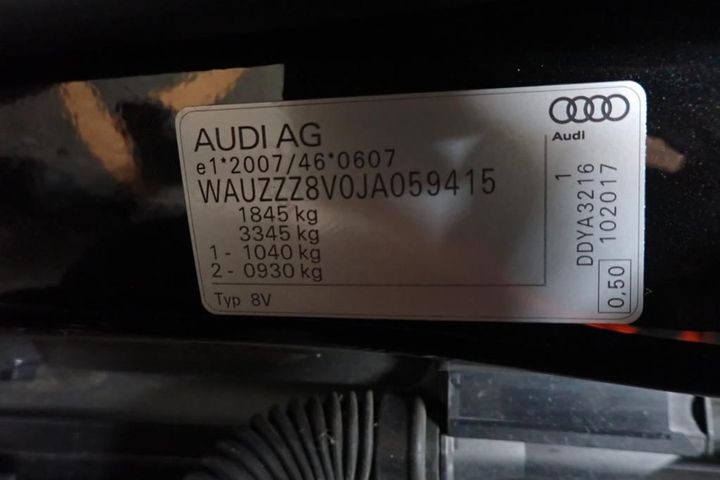 AUDI AG
e1*2007/46*0607
WAUZZZ8V0JA059415
1845 kg
3345 kg
1 - 1040 kg
2 - 0930 kg
Typ 8V
Audi
1
DDYA3216
102017
0,50